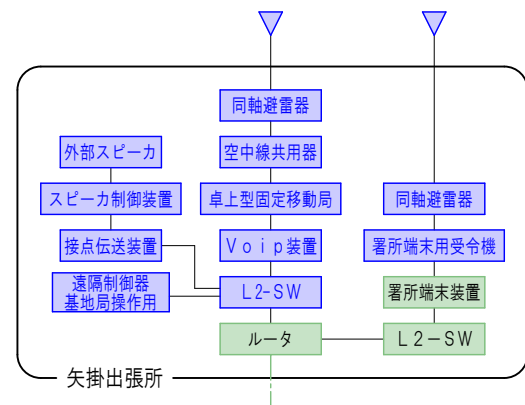 同軸避雷器
外部スピーカ
空中線共用器
スピーカ制御装置
卓上型固定移動局
同軸避雷器
接点伝送装置
Ｖｏｉｐ装置
署所端末用受令機
遠隔制御器
基地局操作用
L2-SW
署所端末装置
ルータ
Ｌ２－ＳＷ
矢掛出張所